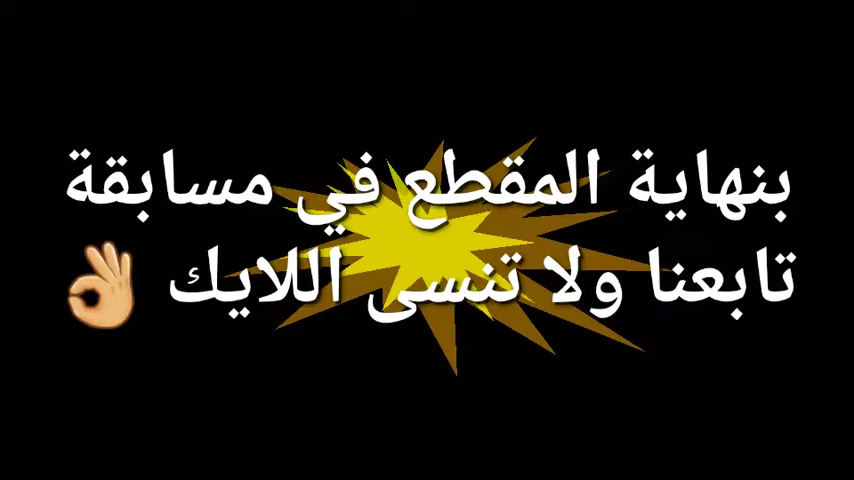 بنهاية المقطع في مسابقة
تابعنا ولا تنسى اللايك 👌